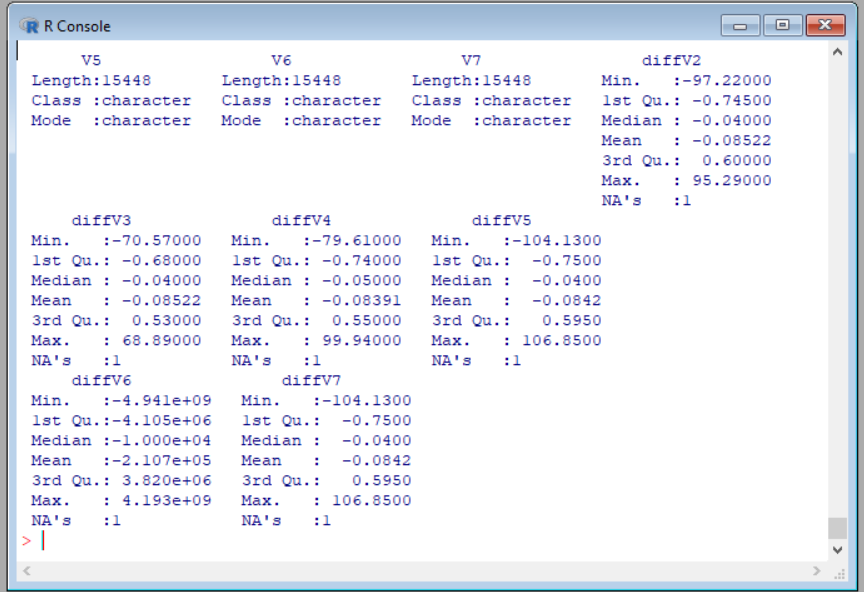 R Console
V5 V6 V7 diffV2
Length:15448 Length:15448 Length:15448 Min. :-97.22000
Class :character Class :character Class :character 1st Qu.: -0.74500
Mode :character Mode :character Mode :character Median : -0.04000
Mean : -0.08522
3rd Qu.: 0.60000
Max. : 95.29000
NA's :1
diffV3 diffV4 diffV5
Min. :-70.57000 Min. :-79.61000 Min. :-104.1300
1st Qu.: -0.68000 1st Qu.: -0.74000 1st Qu.: -0.7500
Median : -0.04000 Median : -0.05000 Median : -0.0400
Mean : -0.08522 Mean : -0.08391 Mean : -0.0842
3rd Qu.: 0.53000 3rd Qu.: 0.55000 3rd Qu.: 0.5950
Max. : 68.89000 Max. : 99.94000 Max. : 106.8500
NA's :1 NA's :1 NA's :1
diffV6 diffV7
Min. :-4.941e+09 Min. :-104.1300
1st Qu.:-4.105e+06 1st Qu.: -0.7500
Median :-1.000e+04 Median : -0.0400
Mean :-2.107e+05 Mean : -0.0842
3rd Qu.: 3.820e+06 3rd Qu.: 0.5950
Max. : 4.193e+09 Max. : 106.8500
NA's :1 NA's :1
>